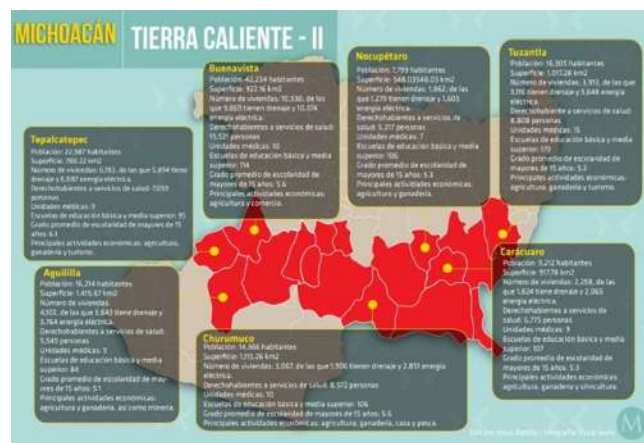 MICHOACÁN
TIERRA CALIENTE - II
Buenavista
Población: 42,234 habitantes
Superficie: 922.16 km2
Número de viviendas: 10,530, de las
que 9,869 tienen drenaje y 10,374
energía eléctrica.
Derechohabientes a servicios de salud:
15,521 personas
Unidades médicas: 10
Escuelas de educación básica y media
superior: 114
Grado promedio de escolaridad de
mayores de 15 años: 5.6
Principales actividades económicas:
agricultura y comercio.
Nocupétaro
Población: 7,799 habitantes
Superficie: 548.03548.03 km2
Número de viviendas: 1,862, de las
que 1,279 tienen drenaje y 1,605
energía eléctrica.
Derechohabientes a servicios de
salud: 5,217 personas
Unidades médicas: 7
Escuelas de educación básica y media
superior: 106
Grado promedio de escolaridad de
mayores de 15 años: 5.3
Principales actividades económicas:
agricultura y ganadería.
Tuzantla
Población: 16,305 habitantes
Superficie: 1,011.28 km2
Número de viviendas: 3,913, de las
que 3,116 tienen drenaje y 3,648 energía
eléctrica.
Derechohabiente a servicios de salud:
8,808 personas
Unidades médicas: 15
Escuelas de educación básica y media
superior: 179
Grado promedio de escolaridad de
mayores de 15 años: 5.3
Principales actividades económicas:
agricultura, ganadería y turismo.
Tepalcatepec
Población: 22,987 habitantes
Superficie: 788.22 km2
Número de viviendas: 6,183, de las que 5,894 tiene
drenaje y 6,087 energía eléctrica.
Derechohabientes a servicios de salud: 7,059
personas
Unidades médicas: 9
Escuelas de educación básica y media superior: 95
Grado promedio de escolaridad de mayores de 15
años: 6.1
Principales actividades económicas: agricultura,
ganadería y turismo.
Aguililla
Población: 16,214 habitantes
Superficie: 1,415.67 km2
Número de viviendas:
4,102, de las que 3,643 tiene drenaje y
3,764 energía eléctrica.
Derechohabientes a servicios de salud:
5,545 personas
Unidades médicas: 9
Escuelas de educación básica y media
superior: 84
Grado promedio de escolaridad de ma-
yores de 15 años: 5.1
Principales actividades económicas:
agricultura y ganadería, así como minería.
Carácuaro
Población: 9,212 habitantes
Superficie: 917.78 km2
Número de viviendas: 2,268, de las
que 1,624 tiene drenaje y 2,065
energía eléctrica.
Derechohabientes a servicios de
salud: 6,775 personas
Unidades médicas: 9
Escuelas de educación básica y media
superior: 107
Grado promedio de escolaridad de
mayores de 15 años: 5.3
Principales actividades económicas
agricultura, ganadería y silvicultura.
Churumuco
Población: 14,366 habitantes
Superficie: 1,113.26 km2
Número de viviendas: 3,067, de las que 1,906 tienen drenaje y 2,817 energía
eléctrica.
Derechohabientes a servicios de salud: 8,572 personas
Unidades médicas: 10
Escuelas de educación básica y media superior: 106
Grado promedio de escolaridad de mayores de 15 años: 5.6
Principales actividades económicas: agricultura, ganadería, caza y pesca.
M